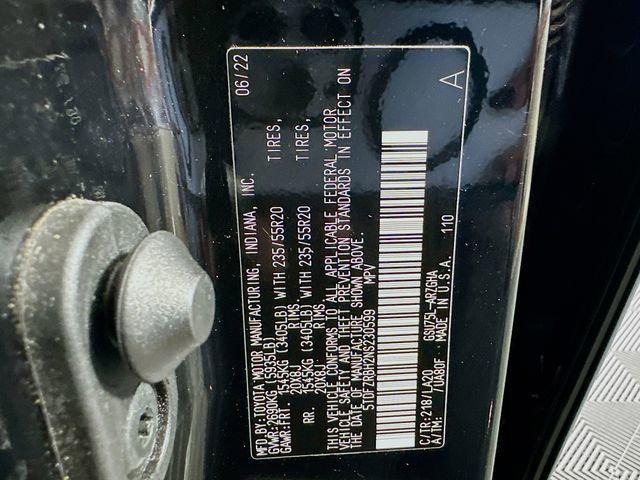 MFD.BY:TOYOTA MOTOR MANUFACTURING, INDIANA, INC. 06/22
GVWR:2690KG (5935LB)
GAWR:FRT. 1545KG (3405LB) WITH 235/55R20 TIRES,
20X8J RIMS.
RR. 1545KG (3405LB) WITH 235/55R20 TIRES,
20X8J RIMS.
THIS VEHICLE CONFORMS TO ALL APPLICABLE FEDERAL MOTOR
VEHICLE SAFETY AND THEFT PREVENTION STANDARDS IN EFFECT ON
THE DATE OF MANUFACTURE SHOWN ABOVE.
5TDFZRBH2NS230599 MPV
C/TR:218/LA20 GSU75L-ARZGHA
A/TM: /UA80F MADE IN U.S.A. 110 A